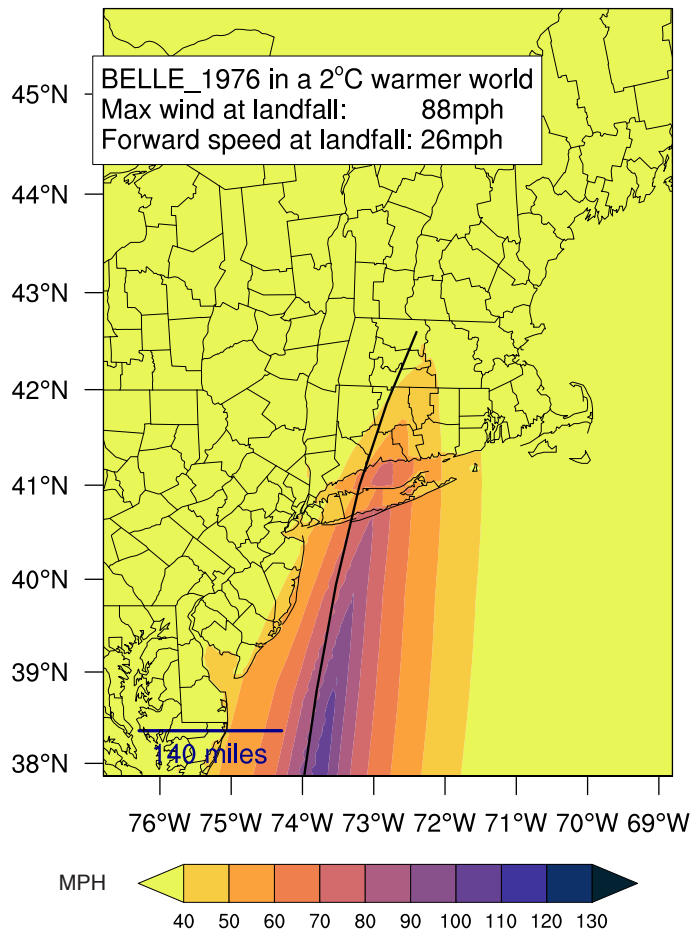 BELLE_1976 in a 2°C warmer world
Max wind at landfall: 88mph
Forward speed at landfall: 26mph
45°N
44°N
43°N
42°N
41°N
40°N
39°N
38°N
140 miles
76°W 75°W 74°W 73°W 72°W 71°W 70°W 69°W
MPH
40 50 60 70 80 90 100 110 120 130